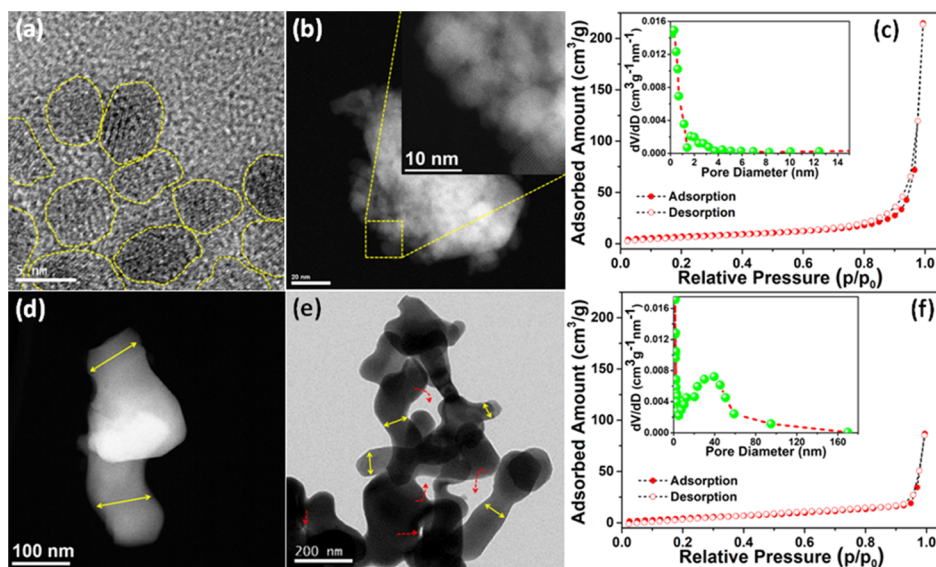 (a)
5 nm
(b)
10 nm
20 nm
(c)
Adsorbed Amount (cm³/g)
200
150
100
50
0
0.0 0.2 0.4 0.6 0.8 1.0
Relative Pressure (p/p₀)
Adsorption
Desorption
dV/dD (cm³g⁻¹nm⁻¹)
0.016
0.012
0.008
0.004
0.000
0 2 4 6 8 10 12 14
Pore Diameter (nm)
(d)
100 nm
(e)
200 nm
(f)
Adsorbed Amount (cm³/g)
200
150
100
50
0
0.0 0.2 0.4 0.6 0.8 1.0
Relative Pressure (p/p₀)
Adsorption
Desorption
dV/dD (cm³g⁻¹nm⁻¹)
0.016
0.012
0.008
0.004
0.000
0 40 80 120 160
Pore Diameter (nm)